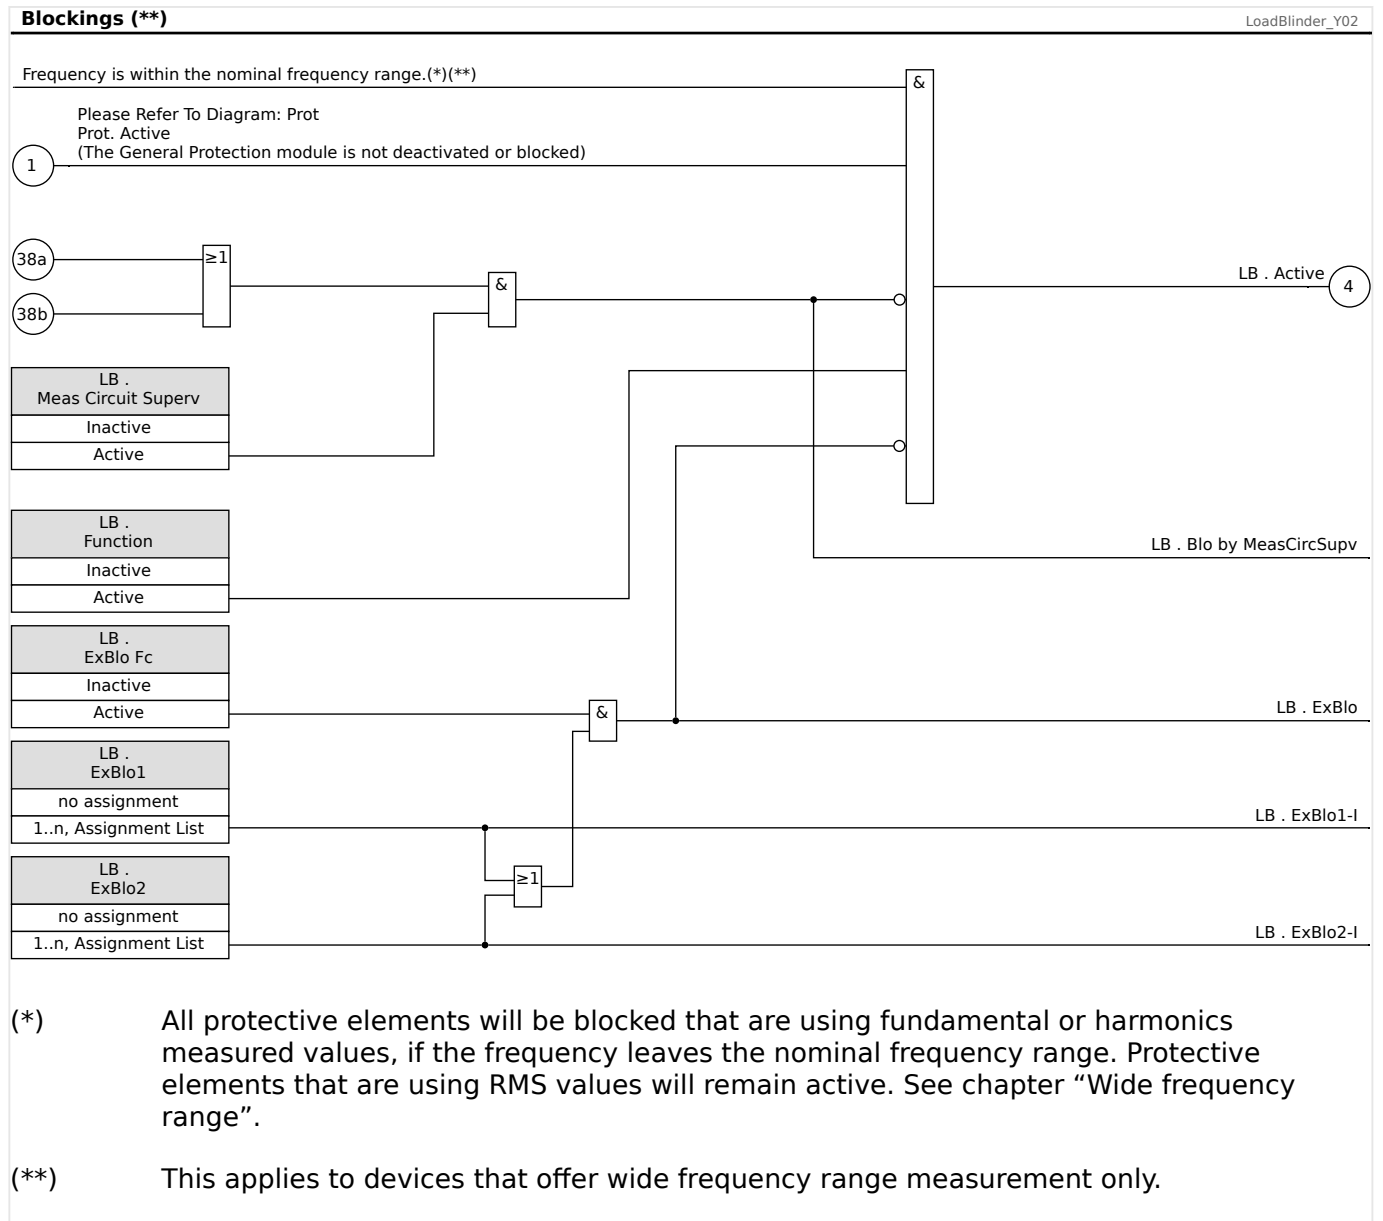 Blockings (**)
LoadBlinder_Y02
Frequency is within the nominal frequency range.(*)(**)
&
Please Refer To Diagram: Prot
Prot. Active
(The General Protection module is not deactivated or blocked)
1
38a
≥1
38b
&
LB . Active
4
LB .
Meas Circuit Superv
Inactive
Active
LB .
Function
Inactive
Active
LB . Blo by MeasCircSupv
LB .
ExBlo Fc
Inactive
Active
&
LB . ExBlo
LB .
ExBlo1
no assignment
1..n, Assignment List
LB . ExBlo1-I
≥1
LB .
ExBlo2
no assignment
1..n, Assignment List
LB . ExBlo2-I
(*) All protective elements will be blocked that are using fundamental or harmonics
measured values, if the frequency leaves the nominal frequency range. Protective
elements that are using RMS values will remain active. See chapter “Wide frequency
range”.
(**) This applies to devices that offer wide frequency range measurement only.